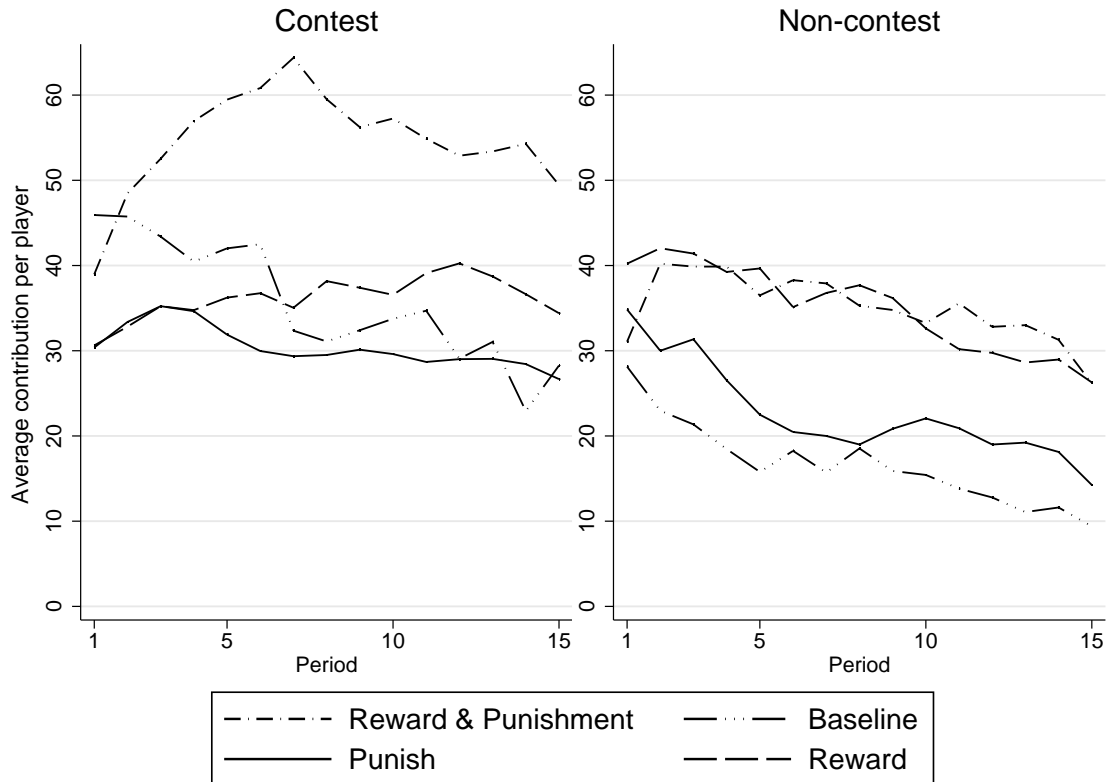 Contest
Non-contest
Average contribution per player
60
50
40
30
20
10
0
1
5
10
15
Period
60
50
40
30
20
10
0
1
5
10
15
Period
Reward & Punishment
Baseline
Punish
Reward